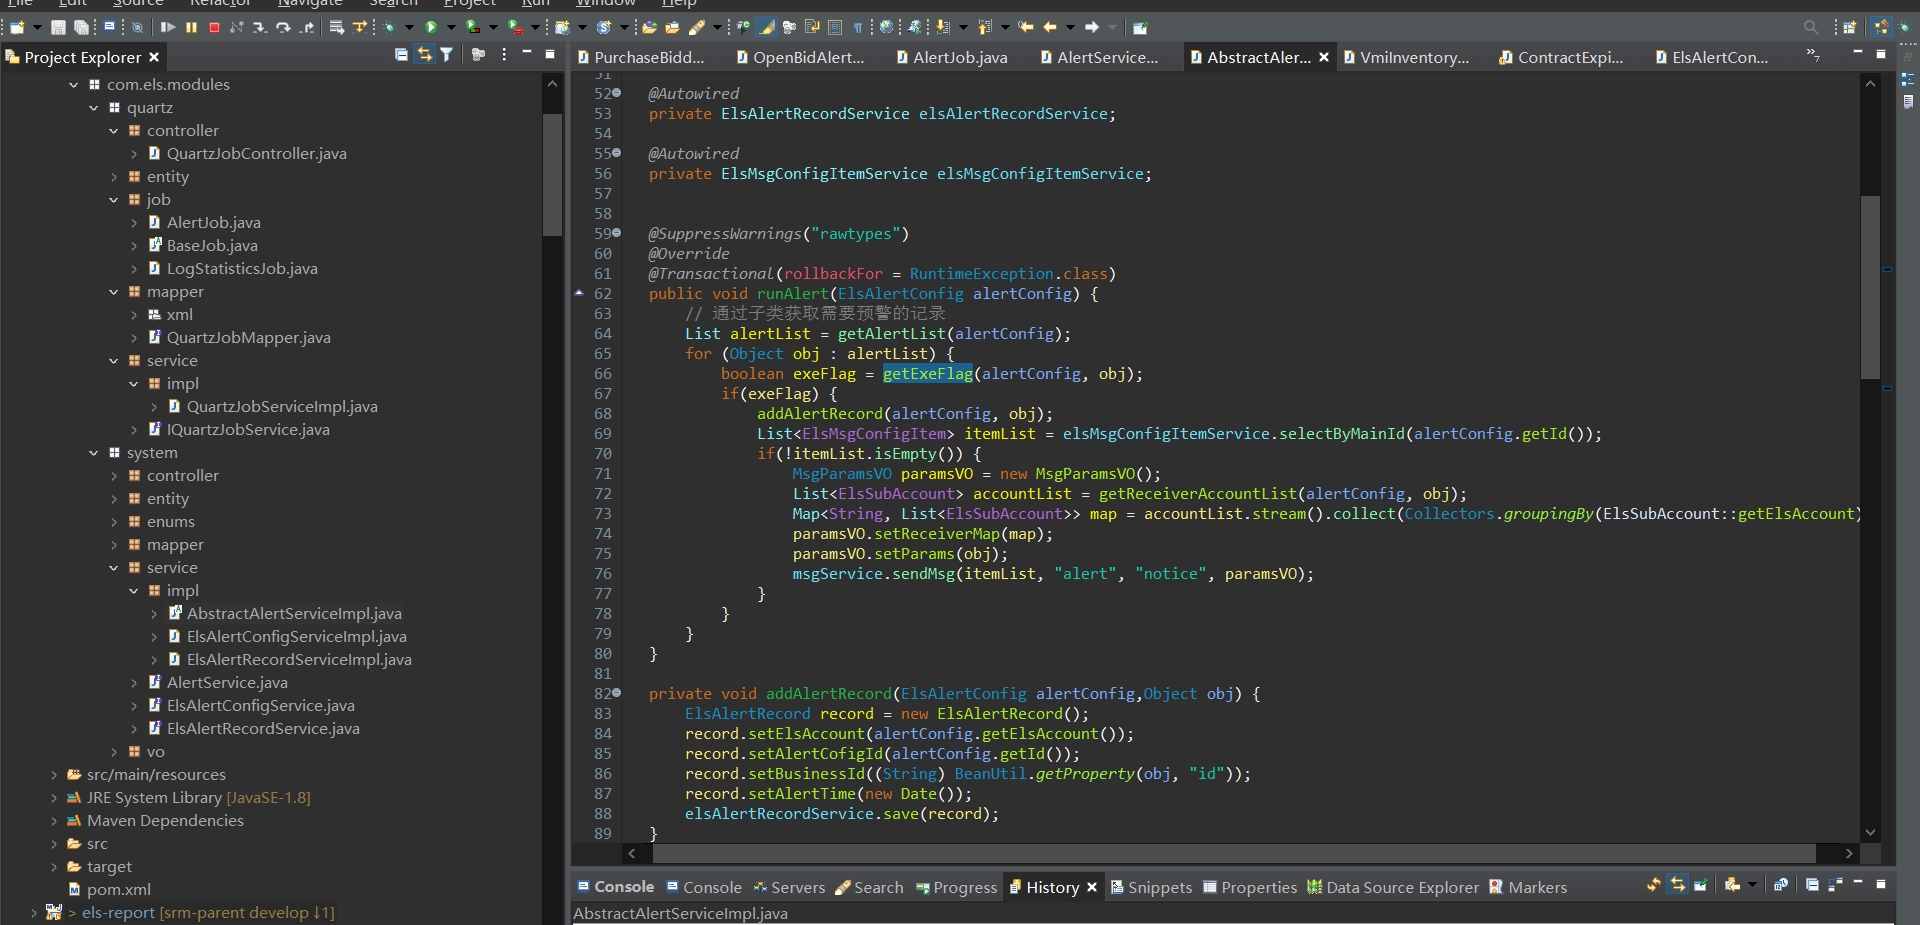 File Edit Source Refactor Navigate Search Project Run Window Help
Project Explorer
com.els.modules
quartz
controller
QuartzJobController.java
entity
job
AlertJob.java
BaseJob.java
LogStatisticsJob.java
mapper
xml
QuartzJobMapper.java
service
impl
QuartzJobServiceImpl.java
IQuartzJobService.java
system
controller
entity
enums
mapper
service
impl
AbstractAlertServiceImpl.java
ElsAlertConfigServiceImpl.java
ElsAlertRecordServiceImpl.java
AlertService.java
ElsAlertConfigService.java
ElsAlertRecordService.java
vo
src/main/resources
JRE System Library [JavaSE-1.8]
Maven Dependencies
src
target
pom.xml
> els-report [srm-parent develop ↓1]
PurchaseBidd... OpenBidAlert... AlertJob.java AlertService... AbstractAler... VmiInventory... ContractExpi... ElsAlertCon... »7
51
52 @Autowired
53 private ElsAlertRecordService elsAlertRecordService;
54
55 @Autowired
56 private ElsMsgConfigItemService elsMsgConfigItemService;
57
58
59 @SuppressWarnings("rawtypes")
60 @Override
61 @Transactional(rollbackFor = RuntimeException.class)
62 public void runAlert(ElsAlertConfig alertConfig) {
63 // 通过子类获取需要预警的记录
64 List alertList = getAlertList(alertConfig);
65 for (Object obj : alertList) {
66 boolean exeFlag = getExeFlag(alertConfig, obj);
67 if(exeFlag) {
68 addAlertRecord(alertConfig, obj);
69 List<ElsMsgConfigItem> itemList = elsMsgConfigItemService.selectByMainId(alertConfig.getId());
70 if(!itemList.isEmpty()) {
71 MsgParamsVO paramsVO = new MsgParamsVO();
72 List<ElsSubAccount> accountList = getReceiverAccountList(alertConfig, obj);
73 Map<String, List<ElsSubAccount>> map = accountList.stream().collect(Collectors.groupingBy(ElsSubAccount::getElsAccount)
74 paramsVO.setReceiverMap(map);
75 paramsVO.setParams(obj);
76 msgService.sendMsg(itemList, "alert", "notice", paramsVO);
77 }
78 }
79 }
80 }
81
82 private void addAlertRecord(ElsAlertConfig alertConfig,Object obj) {
83 ElsAlertRecord record = new ElsAlertRecord();
84 record.setElsAccount(alertConfig.getElsAccount());
85 record.setAlertCofigId(alertConfig.getId());
86 record.setBusinessId((String) BeanUtil.getProperty(obj, "id"));
87 record.setAlertTime(new Date());
88 elsAlertRecordService.save(record);
89 }
Console Console Servers Search Progress History Snippets Properties Data Source Explorer Markers
AbstractAlertServiceImpl.java